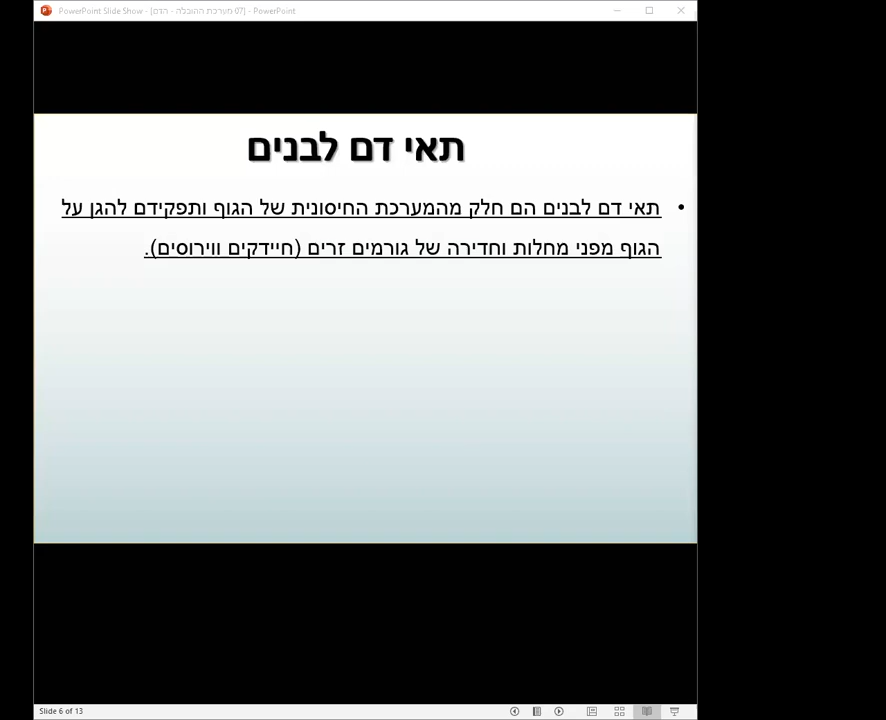 PowerPoint Slide Show - [07 מערכת ההובלה - הדם] - PowerPoint
תאי דם לבנים
• תאי דם לבנים הם חלק מהמערכת החיסונית של הגוף ותפקידם להגן על
הגוף מפני מחלות וחדירה של גורמים זרים (חיידקים ווירוסים).
Slide 6 of 13